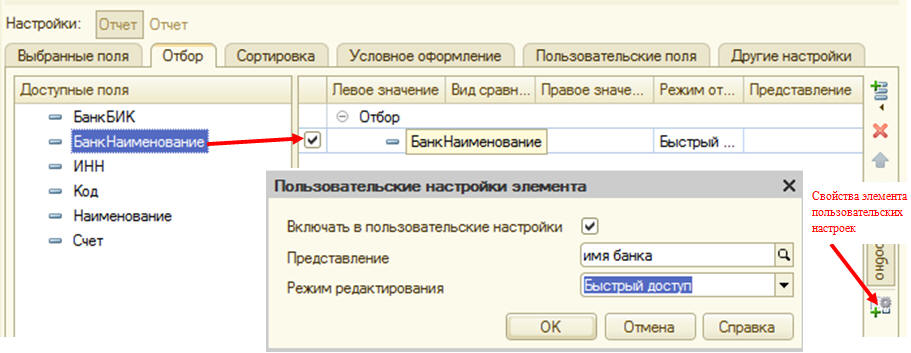 Настройки: Отчет Отчет
Выбранные поля Отбор Сортировка Условное оформление Пользовательские поля Другие настройки
Доступные поля Левое значение Вид сравн... Правое значе... Режим от... Представление
Отбор
БанкБИК
БанкНаименование БанкНаименование Быстрый ...
ИНН
Код
Наименование
Счет
Пользовательские настройки элемента
Включать в пользовательские настройки
Представление имя банка
Режим редактирования Быстрый доступ
OK Отмена Справка
Свойства элемента
пользовательских
настроек